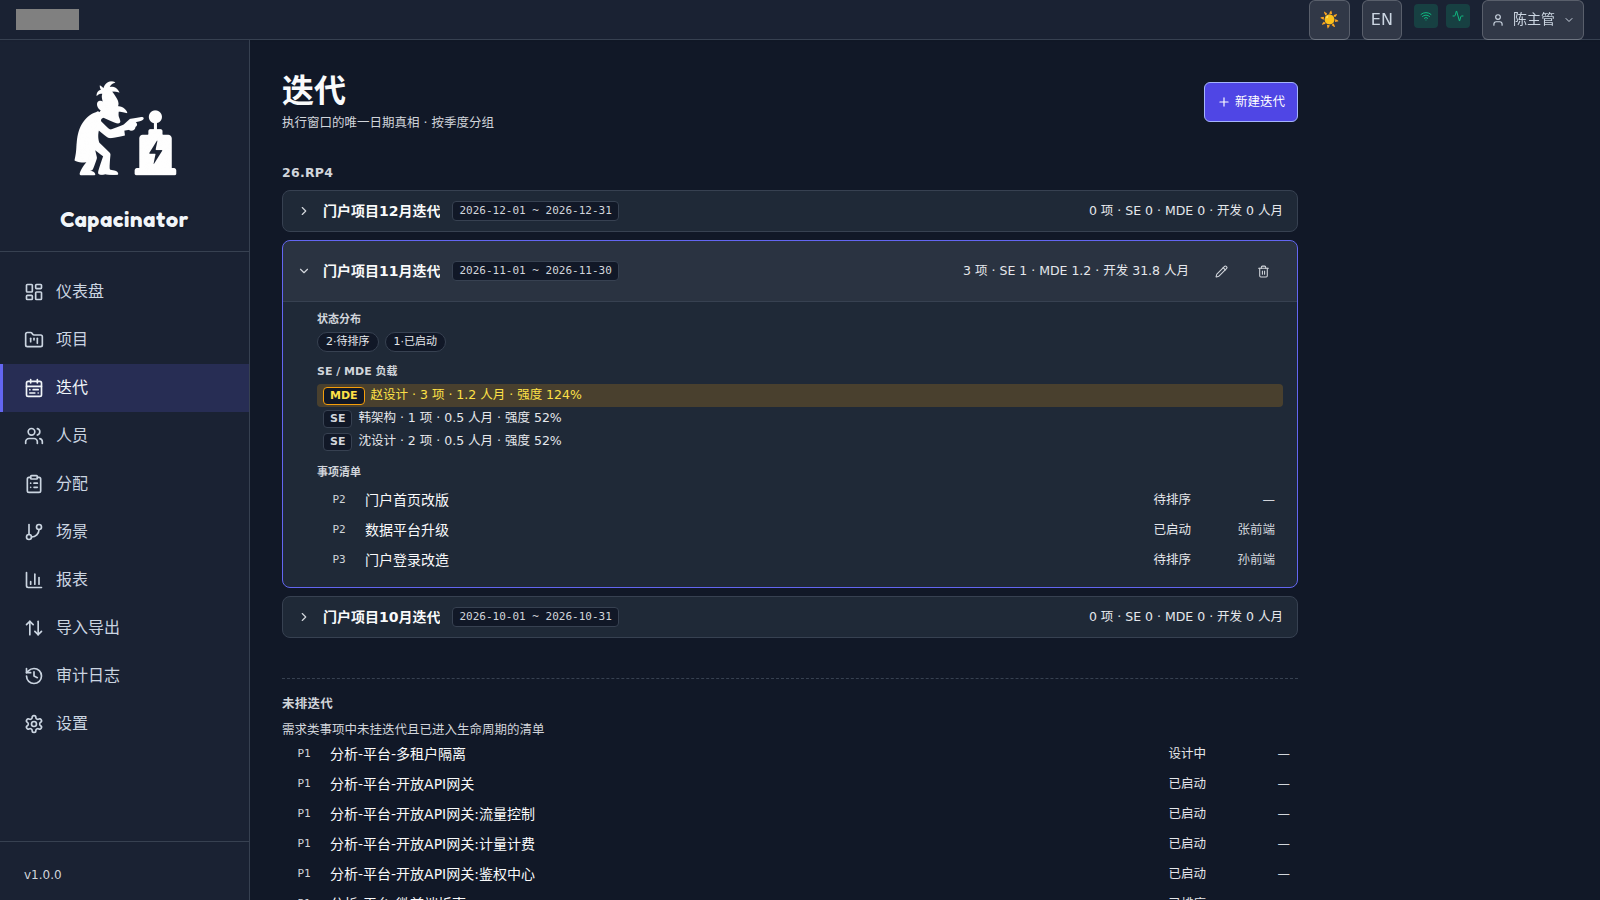 EN
陈主管
Capacinator
仪表盘
项目
迭代
人员
分配
场景
报表
导入导出
审计日志
设置
v1.0.0
迭代
执行窗口的唯一日期真相 · 按季度分组
新建迭代
26.RP4
门户项目12月迭代 2026-12-01 ~ 2026-12-31 0 项 · SE 0 · MDE 0 · 开发 0 人月
门户项目11月迭代 2026-11-01 ~ 2026-11-30 3 项 · SE 1 · MDE 1.2 · 开发 31.8 人月
状态分布
2·待排序 1·已启动
SE / MDE 负载
MDE 赵设计 · 3 项 · 1.2 人月 · 强度 124%
SE 韩架构 · 1 项 · 0.5 人月 · 强度 52%
SE 沈设计 · 2 项 · 0.5 人月 · 强度 52%
事项清单
P2 门户首页改版 待排序 —
P2 数据平台升级 已启动 张前端
P3 门户登录改造 待排序 孙前端
门户项目10月迭代 2026-10-01 ~ 2026-10-31 0 项 · SE 0 · MDE 0 · 开发 0 人月
未排迭代
需求类事项中未挂迭代且已进入生命周期的清单
P1 分析-平台-多租户隔离 设计中 —
P1 分析-平台-开放API网关 已启动 —
P1 分析-平台-开放API网关:流量控制 已启动 —
P1 分析-平台-开放API网关:计量计费 已启动 —
P1 分析-平台-开放API网关:鉴权中心 已启动 —